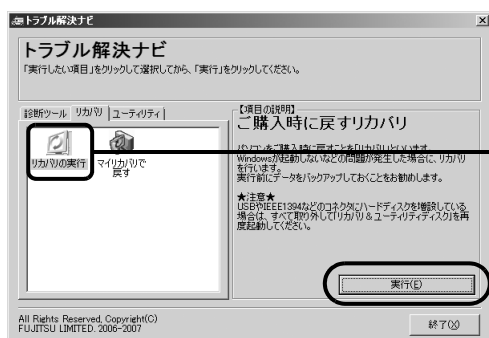 トラブル解決ナビ
トラブル解決ナビ
「実行したい項目」をクリックして選択してから、「実行」をクリックしてください。
診断ツール リカバリ ユーティリティ
リカバリの実行
マイリカバリで
戻す
【項目の説明】
ご購入時に戻すリカバリ
パソコンをご購入時に戻すことを「リカバリ」といいます。
Windowsが起動しないなどの問題が発生した場合に、リカバリ
を行います。
実行前にデータをバックアップしておくことをお勧めします。
★注意★
USBやIEEE1394などのコネクタにハードディスクを増設している
場合は、すべて取り外して「リカバリ&ユーティリティディスク」を再
度起動してください。
実行(E)
All Rights Reserved, Copyright(C)
FUJITSU LIMITED. 2006-2007
終了(X)